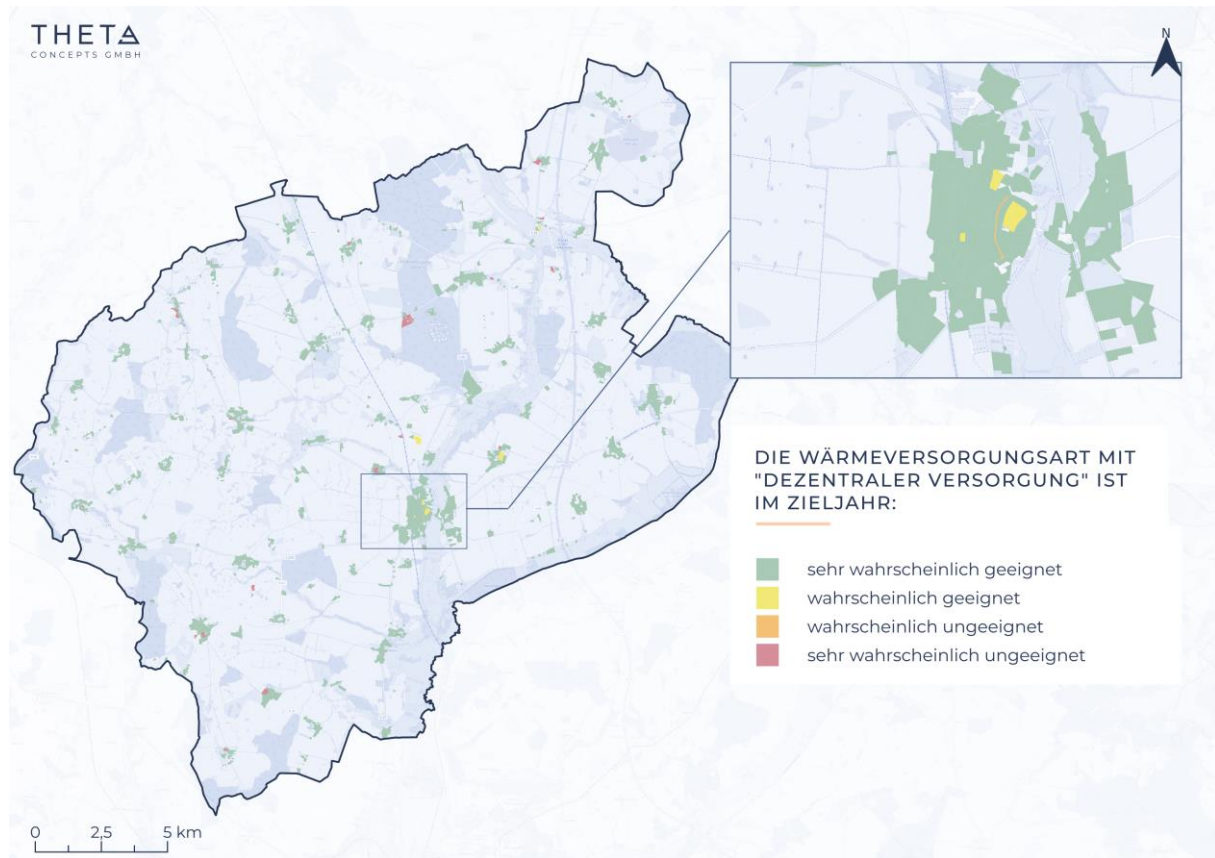 THETA
CONCEPTS GMBH
N
DIE WÄRMEVERSORGUNGSART MIT
"DEZENTRALER VERSORGUNG" IST
IM ZIELJAHR:
sehr wahrscheinlich geeignet
wahrscheinlich geeignet
wahrscheinlich ungeeignet
sehr wahrscheinlich ungeeignet
0 2,5 5 km